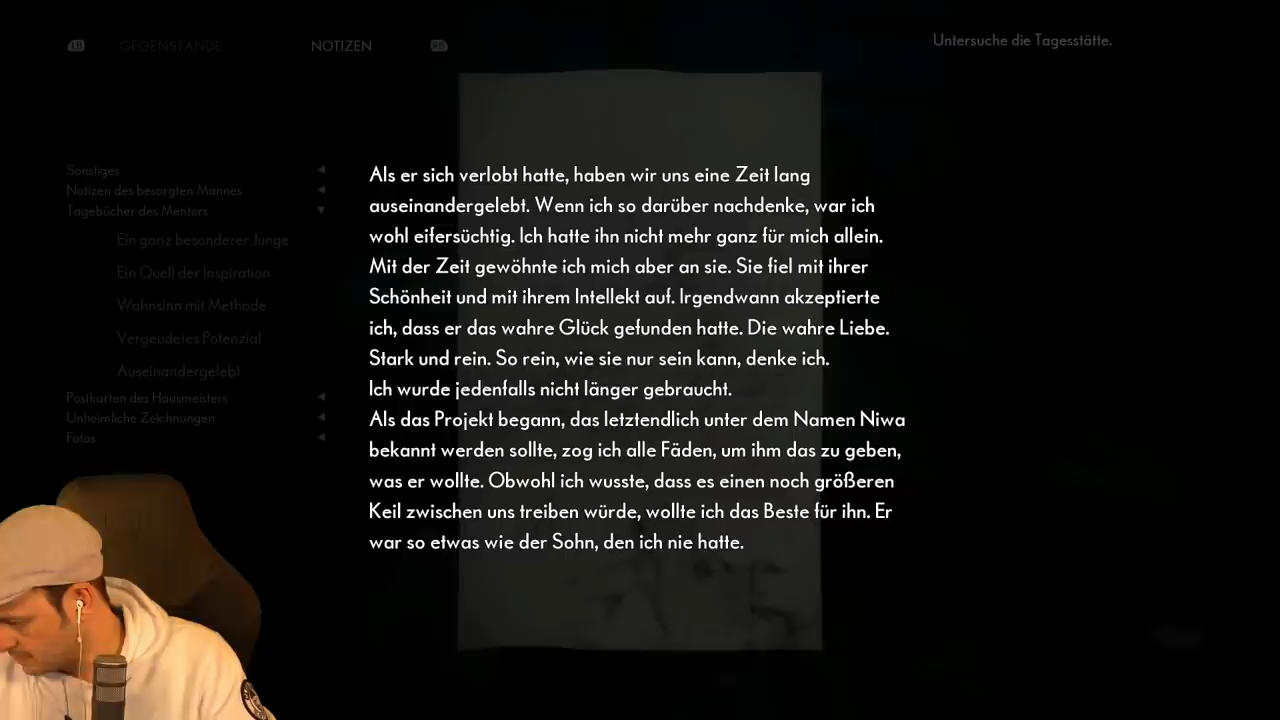 LB GEGENSTÄNDE NOTIZEN RB
Untersuche die Tagesstätte.
Sonstiges
Notizen des besorgten Mannes
Tagebücher des Mentors
Ein ganz besonderer Junge
Ein Quell der Inspiration
Wahnsinn mit Methode
Vergeudetes Potenzial
Auseinandergelebt
Postkarten des Hausmeisters
Unheimliche Zeichnungen
Fotos
Als er sich verlobt hatte, haben wir uns eine Zeit lang
auseinandergelebt. Wenn ich so darüber nachdenke, war ich
wohl eifersüchtig. Ich hatte ihn nicht mehr ganz für mich allein.
Mit der Zeit gewöhnte ich mich aber an sie. Sie fiel mit ihrer
Schönheit und mit ihrem Intellekt auf. Irgendwann akzeptierte
ich, dass er das wahre Glück gefunden hatte. Die wahre Liebe.
Stark und rein. So rein, wie sie nur sein kann, denke ich.
Ich wurde jedenfalls nicht länger gebraucht.
Als das Projekt begann, das letztendlich unter dem Namen Niwa
bekannt werden sollte, zog ich alle Fäden, um ihm das zu geben,
was er wollte. Obwohl ich wusste, dass es einen noch größeren
Keil zwischen uns treiben würde, wollte ich das Beste für ihn. Er
war so etwas wie der Sohn, den ich nie hatte.